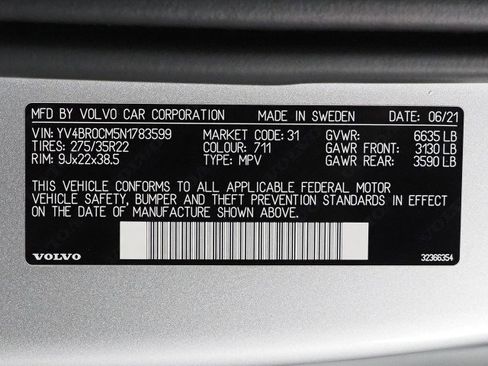 MFD BY VOLVO CAR CORPORATION MADE IN SWEDEN DATE: 06/21
VIN: YV4BR0CM5N1783599 MARKET CODE: 31 GVWR: 6635 LB
TIRES: 275/35R22 COLOUR: 711 GAWR FRONT: 3130 LB
RIM: 9Jx22x38.5 TYPE: MPV GAWR REAR: 3590 LB
THIS VEHICLE CONFORMS TO ALL APPLICABLE FEDERAL MOTOR
VEHICLE SAFETY, BUMPER AND THEFT PREVENTION STANDARDS IN EFFECT
ON THE DATE OF MANUFACTURE SHOWN ABOVE.
VOLVO 32366354